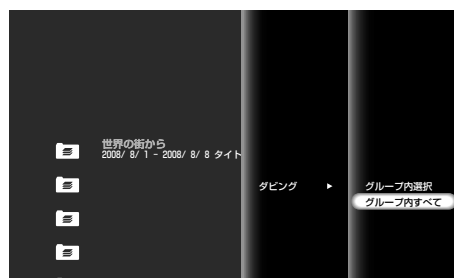 世界の街から
2008/ 8/ 1 - 2008/ 8/ 8 タイト
ダビング
グループ内選択
グループ内すべて